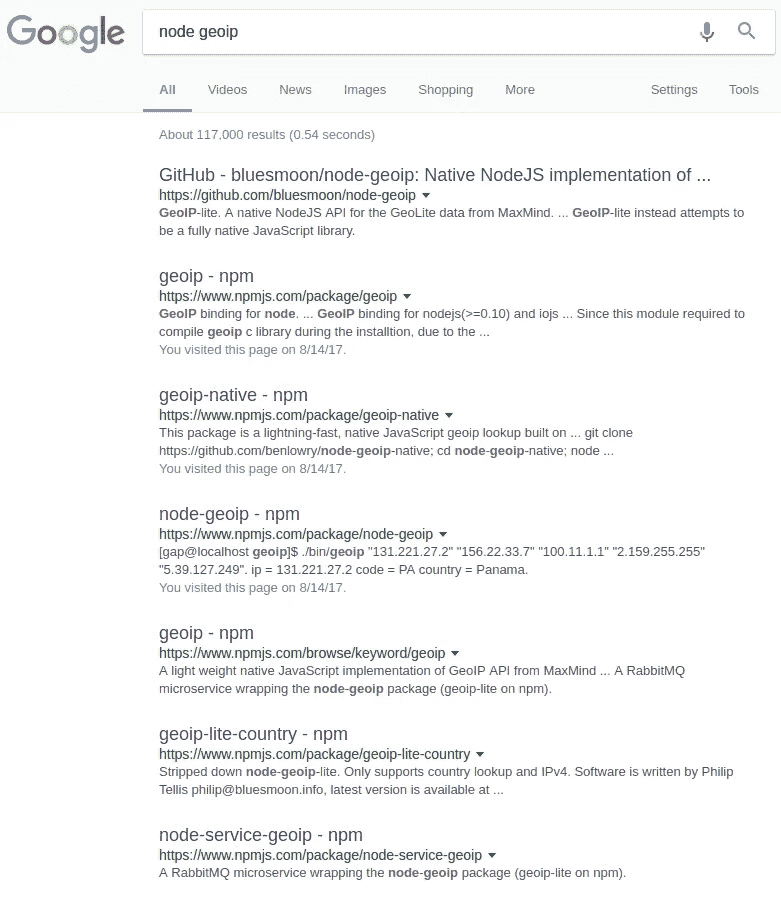 Google
node geoip
All Videos News Images Shopping More Settings Tools
About 117,000 results (0.54 seconds)
GitHub - bluesmoon/node-geoip: Native NodeJS implementation of ...
https://github.com/bluesmoon/node-geoip
GeoIP-lite. A native NodeJS API for the GeoLite data from MaxMind. ... GeoIP-lite instead attempts to
be a fully native JavaScript library.
geoip - npm
https://www.npmjs.com/package/geoip
GeoIP binding for node. ... GeoIP binding for nodejs(>=0.10) and iojs ... Since this module required to
compile geoip c library during the installtion, due to the ...
You visited this page on 8/14/17.
geoip-native - npm
https://www.npmjs.com/package/geoip-native
This package is a lightning-fast, native JavaScript geoip lookup built on ... git clone
https://github.com/benlowry/node-geoip-native; cd node-geoip-native; node ...
You visited this page on 8/14/17.
node-geoip - npm
https://www.npmjs.com/package/node-geoip
[gap@localhost geoip]$ ./bin/geoip "131.221.27.2" "156.22.33.7" "100.11.1.1" "2.159.255.255"
"5.39.127.249". ip = 131.221.27.2 code = PA country = Panama.
You visited this page on 8/14/17.
geoip - npm
https://www.npmjs.com/browse/keyword/geoip
A light weight native JavaScript implementation of GeoIP API from MaxMind ... A RabbitMQ
microservice wrapping the node-geoip package (geoip-lite on npm).
geoip-lite-country - npm
https://www.npmjs.com/package/geoip-lite-country
Stripped down node-geoip-lite. Only supports country lookup and IPv4. Software is written by Philip
Tellis philip@bluesmoon.info, latest version is available at ...
node-service-geoip - npm
https://www.npmjs.com/package/node-service-geoip
A RabbitMQ microservice wrapping the node-geoip package (geoip-lite on npm).